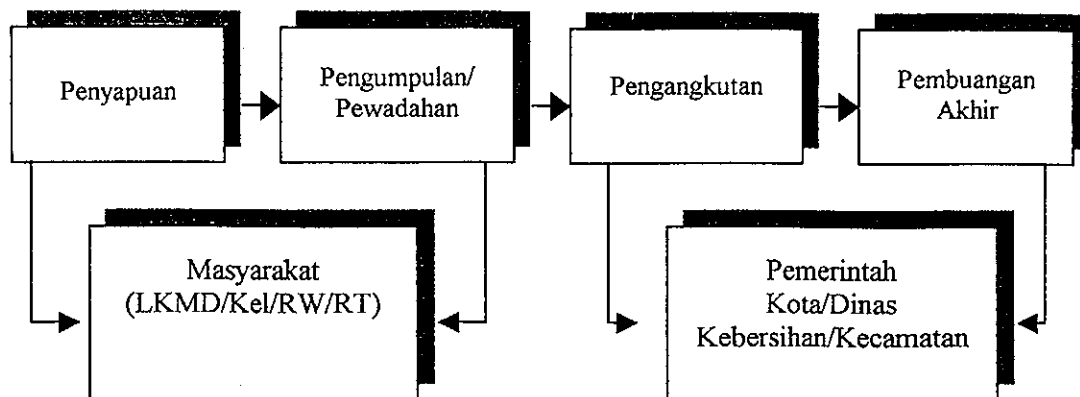 Penyapuan
Pengumpulan/
Pewadahan
Pengangkutan
Pembuangan
Akhir
Masyarakat
(LKMD/Kel/RW/RT)
Pemerintah
Kota/Dinas
Kebersihan/Kecamatan